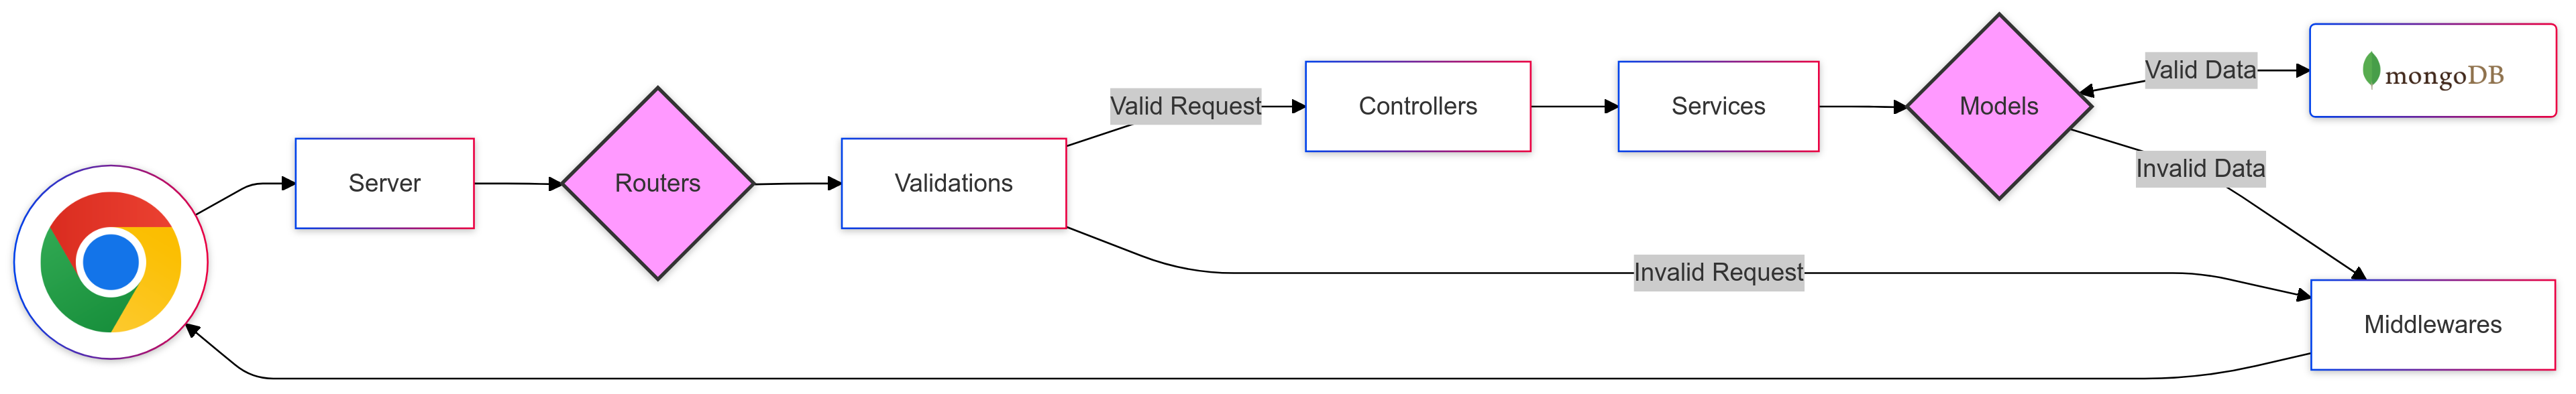 Server
Routers
Validations
Valid Request
Controllers
Services
Models
Valid Data
mongoDB
Invalid Data
Invalid Request
Middlewares